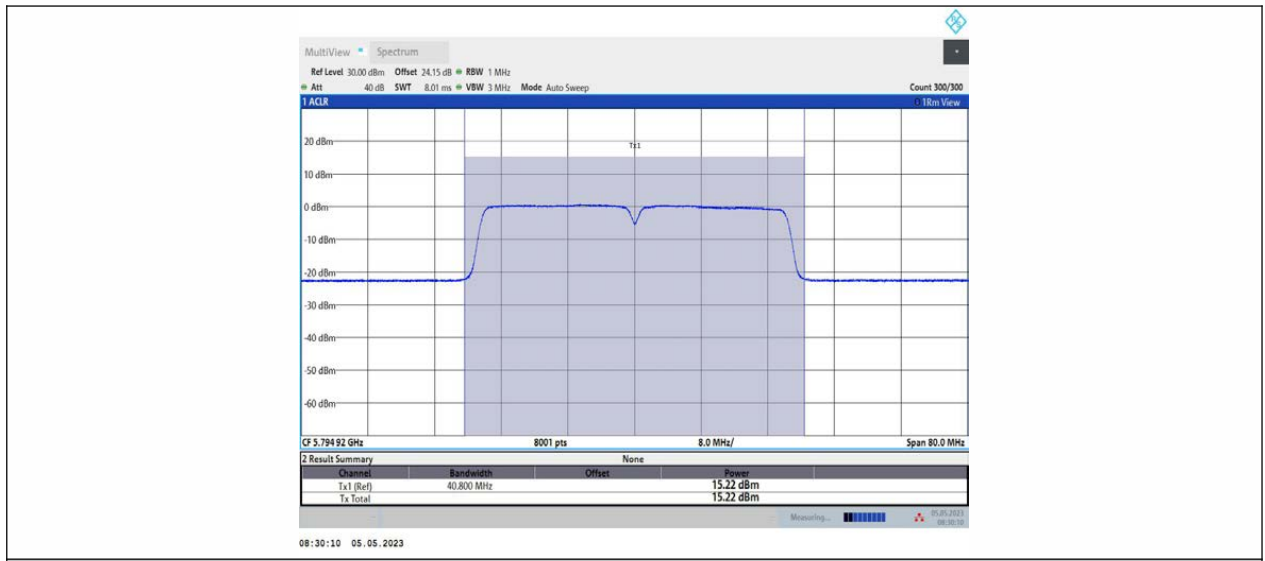 MultiView Spectrum
Ref Level 30.00 dBm Offset 24.15 dB RBW 1 MHz
Att 40 dB SWT 8.01 ms VBW 3 MHz Mode Auto Sweep Count 300/300
1 ACLR 1Rm View
20 dBm
Tx1
10 dBm
0 dBm
-10 dBm
-20 dBm
-30 dBm
-40 dBm
-50 dBm
-60 dBm
CF 5.794 92 GHz 8001 pts 8.0 MHz/ Span 80.0 MHz
2 Result Summary None
Channel Bandwidth Offset Power
Tx1 (Ref) 40.800 MHz 15.22 dBm
Tx Total 15.22 dBm
Measuring... 05.05.2023
08:30:10
08:30:10 05.05.2023